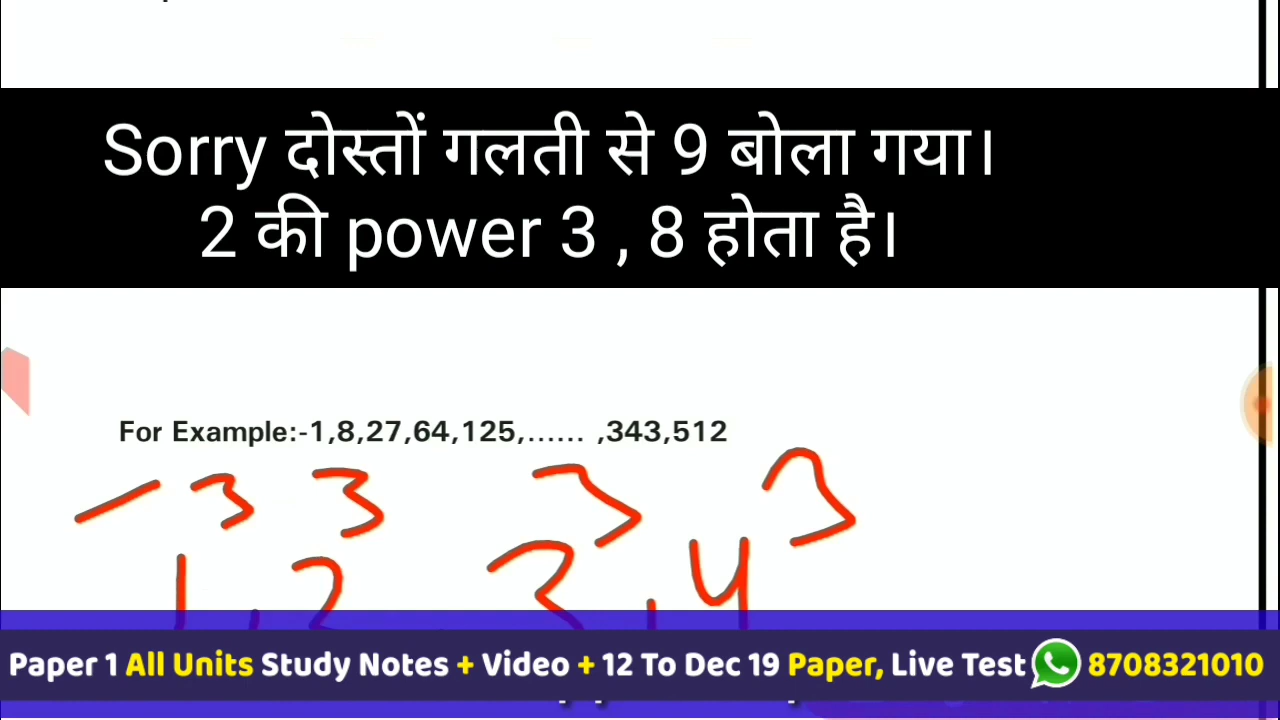 Sorry दोस्तों गलती से 9 बोला गया।
2 की power 3 , 8 होता है।
For Example:-1,8,27,64,125,...... ,343,512
3 3 3 3
1 , 2 3 , 4
Paper 1 All Units Study Notes + Video + 12 To Dec 19 Paper, Live Test 8708321010